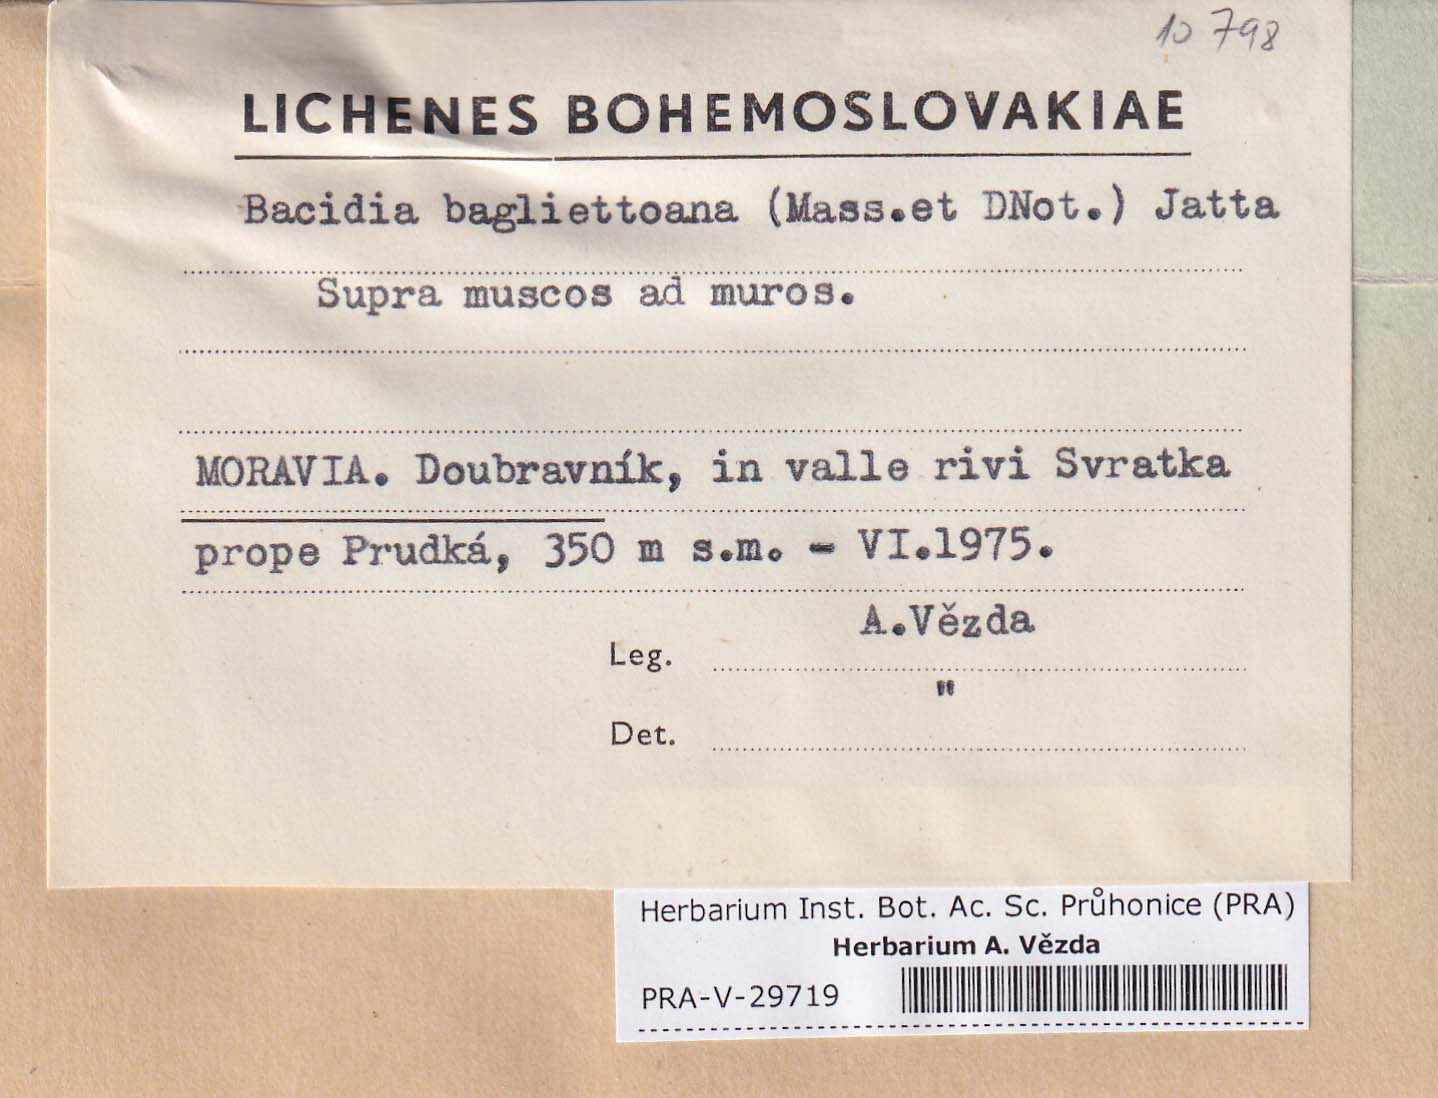 10 798
LICHENES BOHEMOSLOVAKIAE
Bacidia bagliettoana (Mass.et DNot.) Jatta
Supra muscos ad muros.
MORAVIA. Doubravník, in valle rivi Svratka
prope Prudká, 350 m s.m. - VI.1975.
A.Vězda
Leg.
"
Det.
Herbarium Inst. Bot. Ac. Sc. Průhonice (PRA)
Herbarium A. Vězda
PRA-V-29719